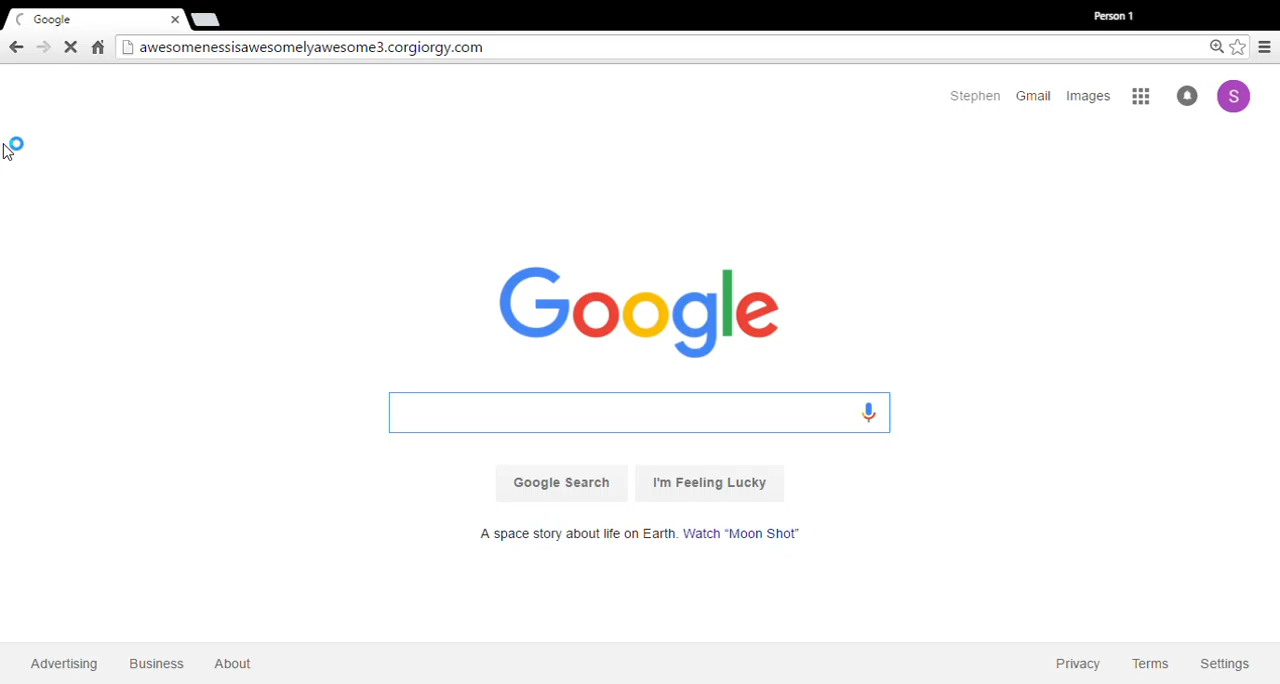 Google
Person 1
awesomenessisawesomelyawesome3.corgiorgy.com
Stephen Gmail Images S
Google
Google Search I'm Feeling Lucky
A space story about life on Earth. Watch “Moon Shot”
Advertising Business About Privacy Terms Settings